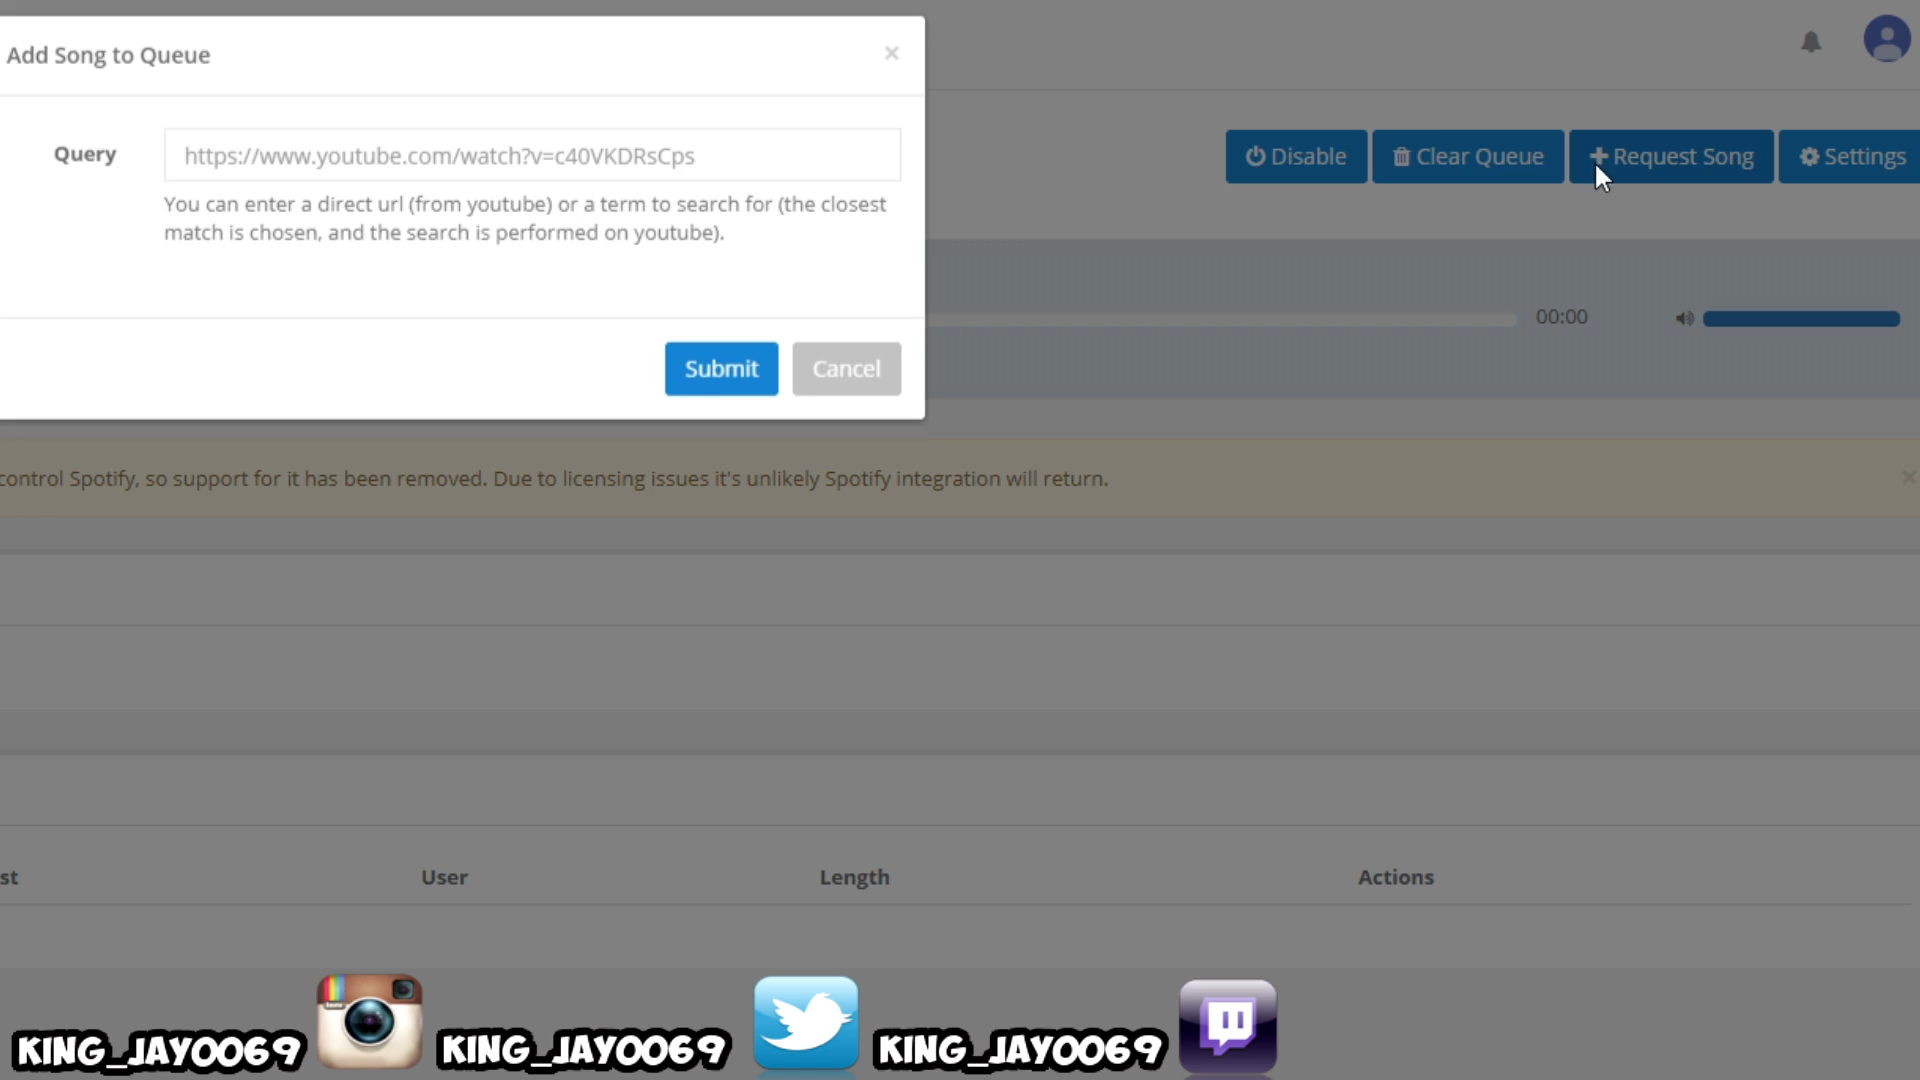 Add Song to Queue
×
Query
https://www.youtube.com/watch?v=c40VKDRsCps
You can enter a direct url (from youtube) or a term to search for (the closest
match is chosen, and the search is performed on youtube).
Submit
Cancel
Disable
Clear Queue
Request Song
Settings
00:00
control Spotify, so support for it has been removed. Due to licensing issues it's unlikely Spotify integration will return.
×
st
User
Length
Actions
KING_JAY0069
KING_JAY0069
KING_JAY0069